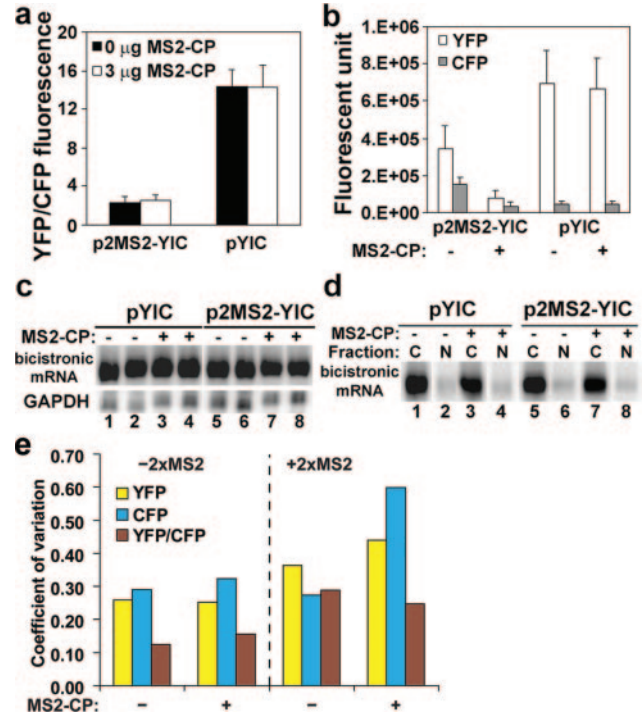 a
0 µg MS2-CP
3 µg MS2-CP
YFP/CFP fluorescence
20
16
12
8
4
0
p2MS2-YIC pYIC
b
YFP
CFP
Fluorescent unit
1.E+06
8.E+05
6.E+05
4.E+05
2.E+05
0.E+00
p2MS2-YIC pYIC
MS2-CP: - + - +
c
pYIC p2MS2-YIC
MS2-CP: - - + + - - + +
bicistronic
mRNA
GAPDH
1 2 3 4 5 6 7 8
d
pYIC p2MS2-YIC
MS2-CP: - - + + - - + +
Fraction: C N C N C N C N
bicistronic
mRNA
1 2 3 4 5 6 7 8
e
−2xMS2 +2xMS2
YFP
CFP
YFP/CFP
Coefficient of variation
0.70
0.60
0.50
0.40
0.30
0.20
0.10
0.00
MS2-CP: − + − +